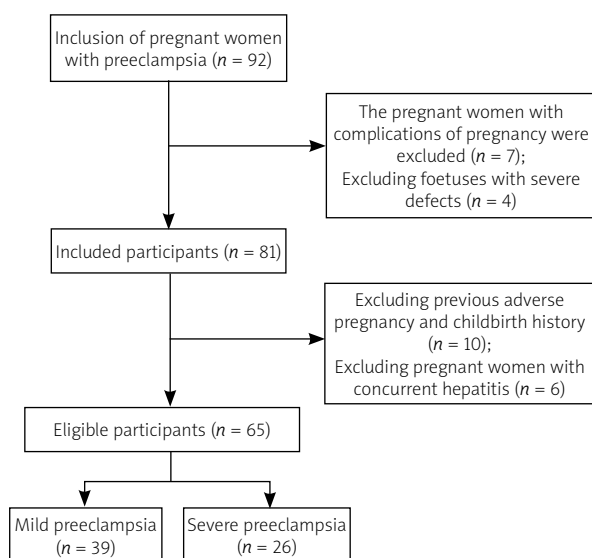 Inclusion of pregnant women
with preeclampsia (n = 92)
The pregnant women with
complications of pregnancy were
excluded (n = 7);
Excluding foetuses with severe
defects (n = 4)
Included participants (n = 81)
Excluding previous adverse
pregnancy and childbirth history
(n = 10);
Excluding pregnant women with
concurrent hepatitis (n = 6)
Eligible participants (n = 65)
Mild preeclampsia
(n = 39)
Severe preeclampsia
(n = 26)